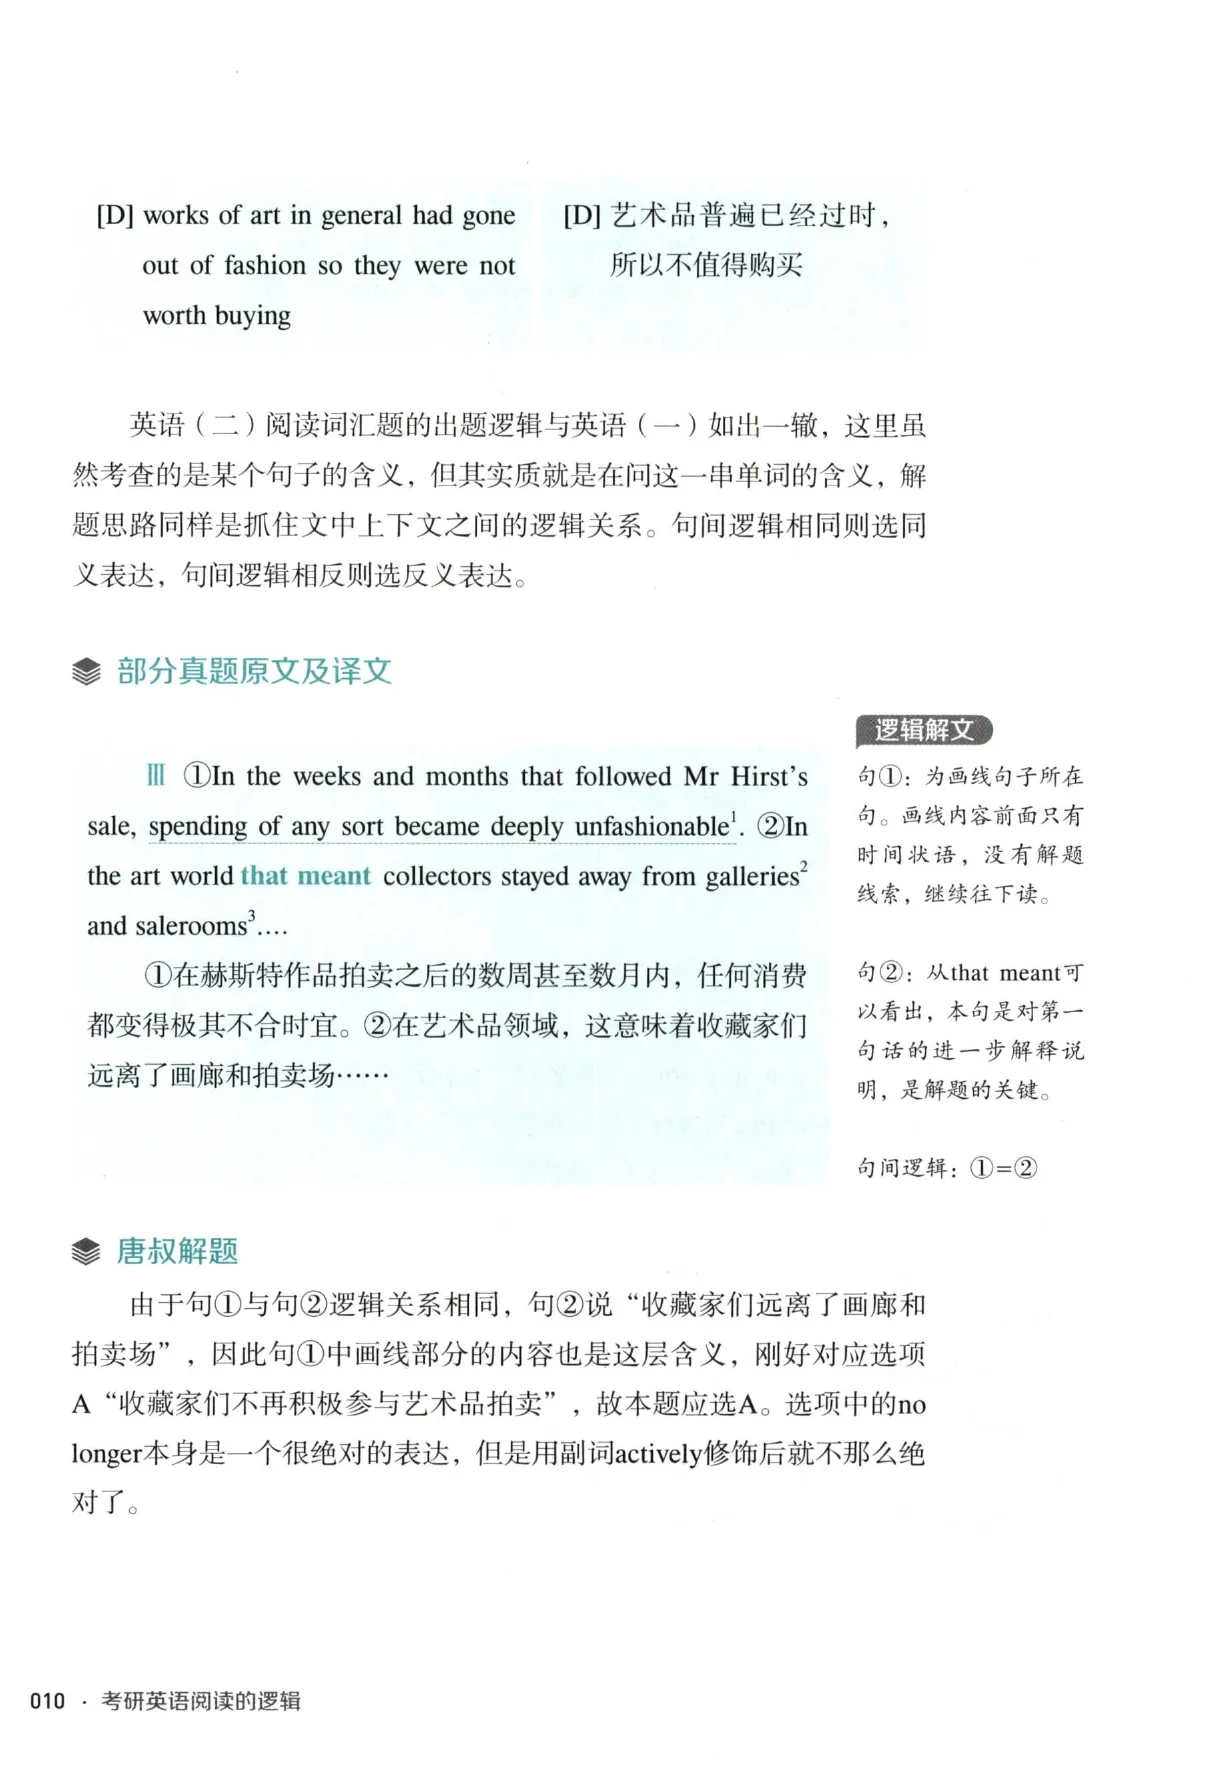 [D] works of art in general had gone
out of fashion so they were not
worth buying
[D] 艺术品普遍已经过时，
所以不值得购买
英语（二）阅读词汇题的出题逻辑与英语（一）如出一辙，这里虽
然考查的是某个句子的含义，但其实质就是在问这一串单词的含义，解
题思路同样是抓住文中上下文之间的逻辑关系。句间逻辑相同则选同
义表达，句间逻辑相反则选反义表达。
部分真题原文及译文
Ⅲ ①In the weeks and months that followed Mr Hirst's
sale, spending of any sort became deeply unfashionable¹. ②In
the art world that meant collectors stayed away from galleries²
and salerooms³....
①在赫斯特作品拍卖之后的数周甚至数月内，任何消费
都变得极其不合时宜。②在艺术品领域，这意味着收藏家们
远离了画廊和拍卖场……
逻辑解文
句①：为画线句子所在
句。画线内容前面只有
时间状语，没有解题
线索，继续往下读。
句②：从that meant可
以看出，本句是对第一
句话的进一步解释说
明，是解题的关键。
句间逻辑：①=②
唐叔解题
由于句①与句②逻辑关系相同，句②说“收藏家们远离了画廊和
拍卖场”，因此句①中画线部分的内容也是这层含义，刚好对应选项
A“收藏家们不再积极参与艺术品拍卖”，故本题应选A。选项中的no
longer本身是一个很绝对的表达，但是用副词actively修饰后就不那么绝
对了。
010 · 考研英语阅读的逻辑